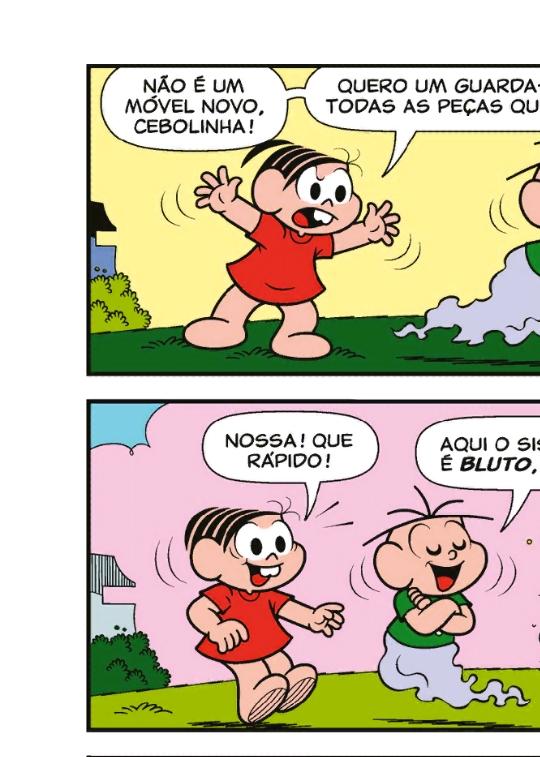 NÃO É UM
MÓVEL NOVO,
CEBOLINHA!
QUERO UM GUARDA-
TODAS AS PEÇAS QU
NOSSA! QUE
RÁPIDO!
AQUI O SIS
É BLUTO,